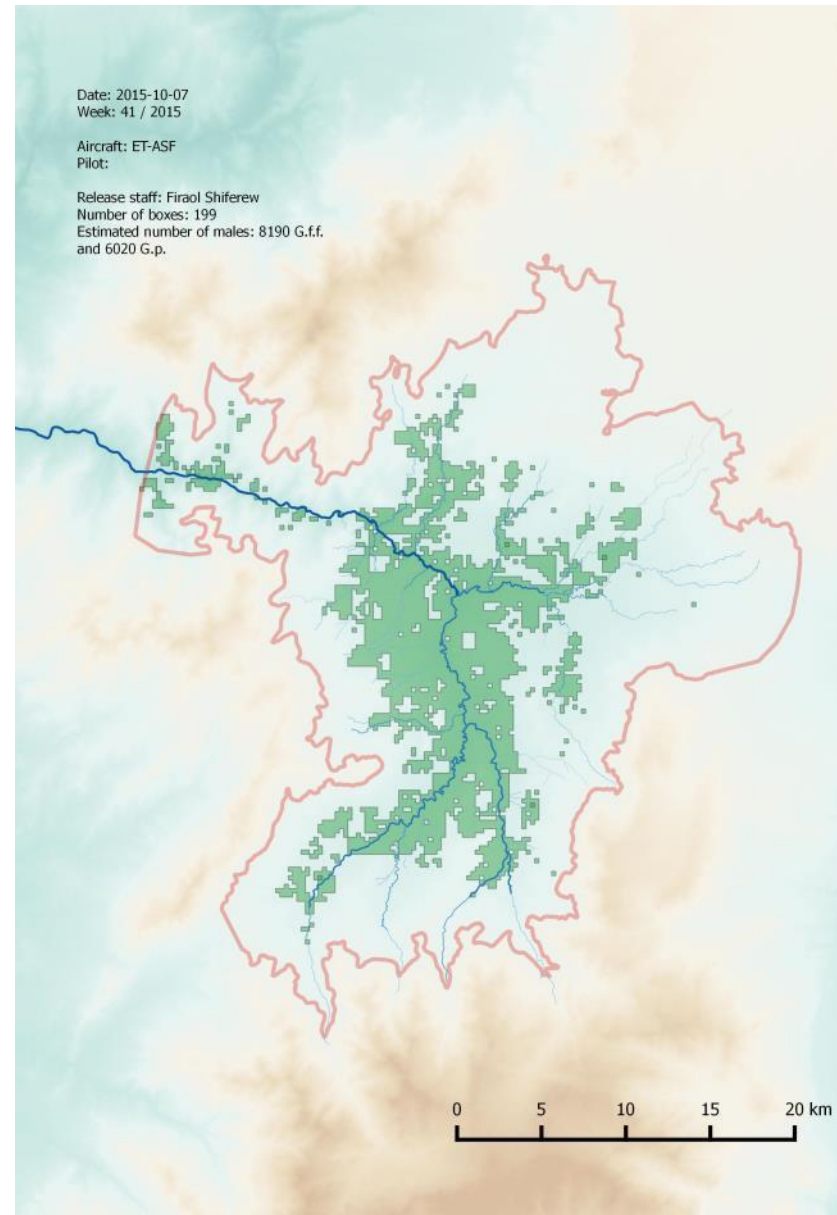 Date: 2015-10-07
Week: 41 / 2015
Aircraft: ET-ASF
Pilot:
Release staff: Firaol Shiferew
Number of boxes: 199
Estimated number of males: 8190 G.f.f.
and 6020 G.p.
0 5 10 15 20 km